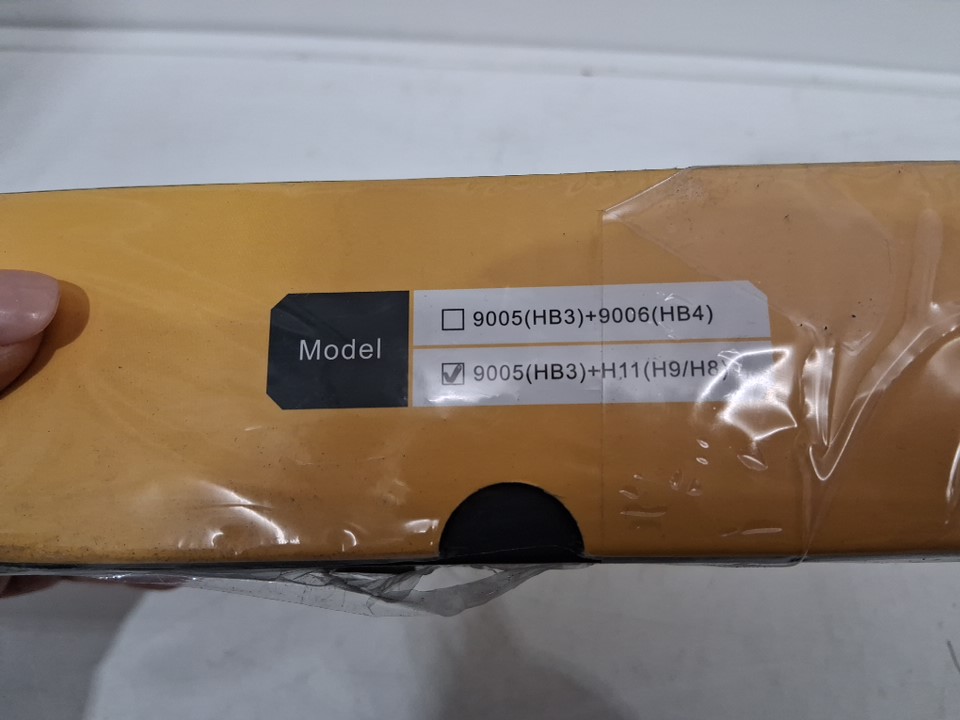 Model
☐ 9005(HB3)+9006(HB4)
☑ 9005(HB3)+H11(H9/H8)